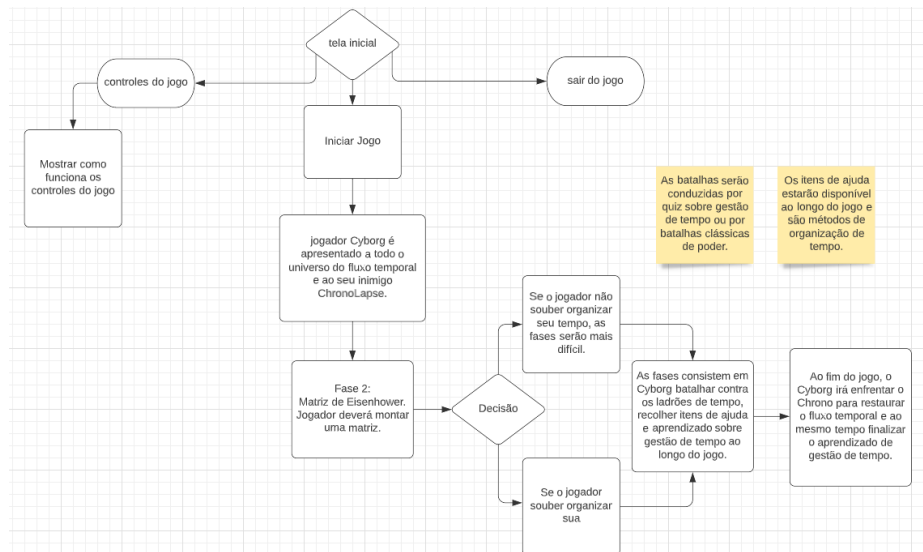 tela inicial
controles do jogo
sair do jogo
Iniciar Jogo
Mostrar como
funciona os
controles do jogo
As batalhas serão
conduzidas por
quiz sobre gestão
de tempo ou por
batalhas clássicas
de poder.
Os itens de ajuda
estarão disponível
ao longo do jogo e
são métodos de
organização de
tempo.
jogador Cyborg é
apresentado a todo o
universo do fluxo temporal
e ao seu inimigo
ChronoLapse.
Se o jogador não
souber organizar
seu tempo, as
fases serão mais
difícil.
Fase 2:
Matriz de Eisenhower.
Jogador deverá montar
uma matriz.
Decisão
As fases consistem em
Cyborg batalhar contra
os ladrões de tempo,
recolher itens de ajuda
e aprendizado sobre
gestão de tempo ao
longo do jogo.
Ao fim do jogo, o
Cyborg irá enfrentar o
Chrono para restaurar
o fluxo temporal e ao
mesmo tempo finalizar
o aprendizado de
gestão de tempo.
Se o jogador
souber organizar
sua